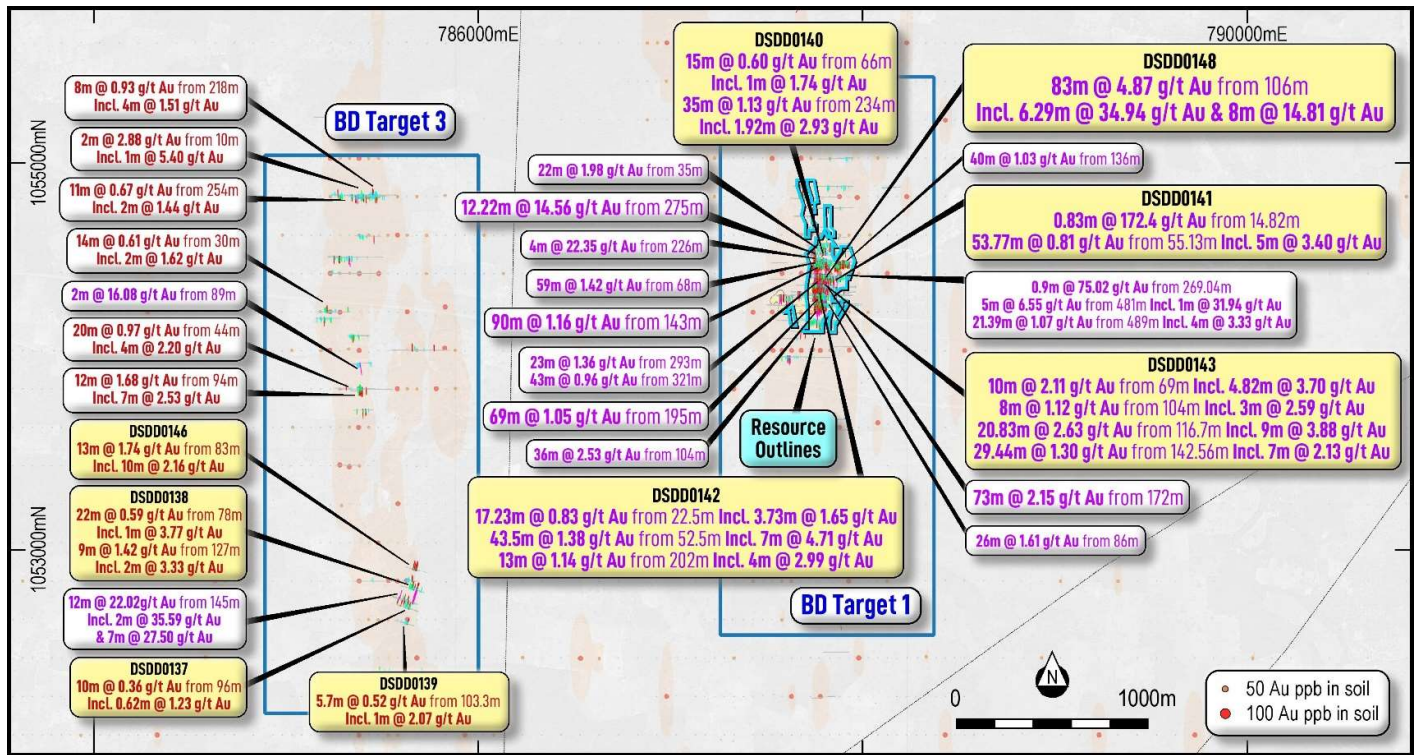 786000mE
790000mE
1055000mN
1053000mN
8m @ 0.93 g/t Au from 218m
Incl. 4m @ 1.51 g/t Au
2m @ 2.88 g/t Au from 10m
Incl. 1m @ 5.40 g/t Au
11m @ 0.67 g/t Au from 254m
Incl. 2m @ 1.44 g/t Au
14m @ 0.61 g/t Au from 30m
Incl. 2m @ 1.62 g/t Au
2m @ 16.08 g/t Au from 89m
20m @ 0.97 g/t Au from 44m
Incl. 4m @ 2.20 g/t Au
12m @ 1.68 g/t Au from 94m
Incl. 7m @ 2.53 g/t Au
DSDD0146
13m @ 1.74 g/t Au from 83m
Incl. 10m @ 2.16 g/t Au
DSDD0138
22m @ 0.59 g/t Au from 78m
Incl. 1m @ 3.77 g/t Au
9m @ 1.42 g/t Au from 127m
Incl. 2m @ 3.33 g/t Au
12m @ 22.02g/t Au from 145m
Incl. 2m @ 35.59 g/t Au
& 7m @ 27.50 g/t Au
DSDD0137
10m @ 0.36 g/t Au from 96m
Incl. 0.62m @ 1.23 g/t Au
BD Target 3
DSDD0139
5.7m @ 0.52 g/t Au from 103.3m
Incl. 1m @ 2.07 g/t Au
DSDD0140
15m @ 0.60 g/t Au from 66m
Incl. 1m @ 1.74 g/t Au
35m @ 1.13 g/t Au from 234m
Incl. 1.92m @ 2.93 g/t Au
22m @ 1.98 g/t Au from 35m
12.22m @ 14.56 g/t Au from 275m
4m @ 22.35 g/t Au from 226m
59m @ 1.42 g/t Au from 68m
90m @ 1.16 g/t Au from 143m
23m @ 1.36 g/t Au from 293m
43m @ 0.96 g/t Au from 321m
69m @ 1.05 g/t Au from 195m
36m @ 2.53 g/t Au from 104m
Resource
Outlines
DSDD0142
17.23m @ 0.83 g/t Au from 22.5m Incl. 3.73m @ 1.65 g/t Au
43.5m @ 1.38 g/t Au from 52.5m Incl. 7m @ 4.71 g/t Au
13m @ 1.14 g/t Au from 202m Incl. 4m @ 2.99 g/t Au
BD Target 1
DSDD0148
83m @ 4.87 g/t Au from 106m
Incl. 6.29m @ 34.94 g/t Au & 8m @ 14.81 g/t Au
40m @ 1.03 g/t Au from 136m
DSDD0141
0.83m @ 172.4 g/t Au from 14.82m
53.77m @ 0.81 g/t Au from 55.13m Incl. 5m @ 3.40 g/t Au
0.9m @ 75.02 g/t Au from 269.04m
5m @ 6.55 g/t Au from 481m Incl. 1m @ 31.94 g/t Au
21.39m @ 1.07 g/t Au from 489m Incl. 4m @ 3.33 g/t Au
DSDD0143
10m @ 2.11 g/t Au from 69m Incl. 4.82m @ 3.70 g/t Au
8m @ 1.12 g/t Au from 104m Incl. 3m @ 2.59 g/t Au
20.83m @ 2.63 g/t Au from 116.7m Incl. 9m @ 3.88 g/t Au
29.44m @ 1.30 g/t Au from 142.56m Incl. 7m @ 2.13 g/t Au
73m @ 2.15 g/t Au from 172m
26m @ 1.61 g/t Au from 86m
N
0 1000m
50 Au ppb in soil
100 Au ppb in soil